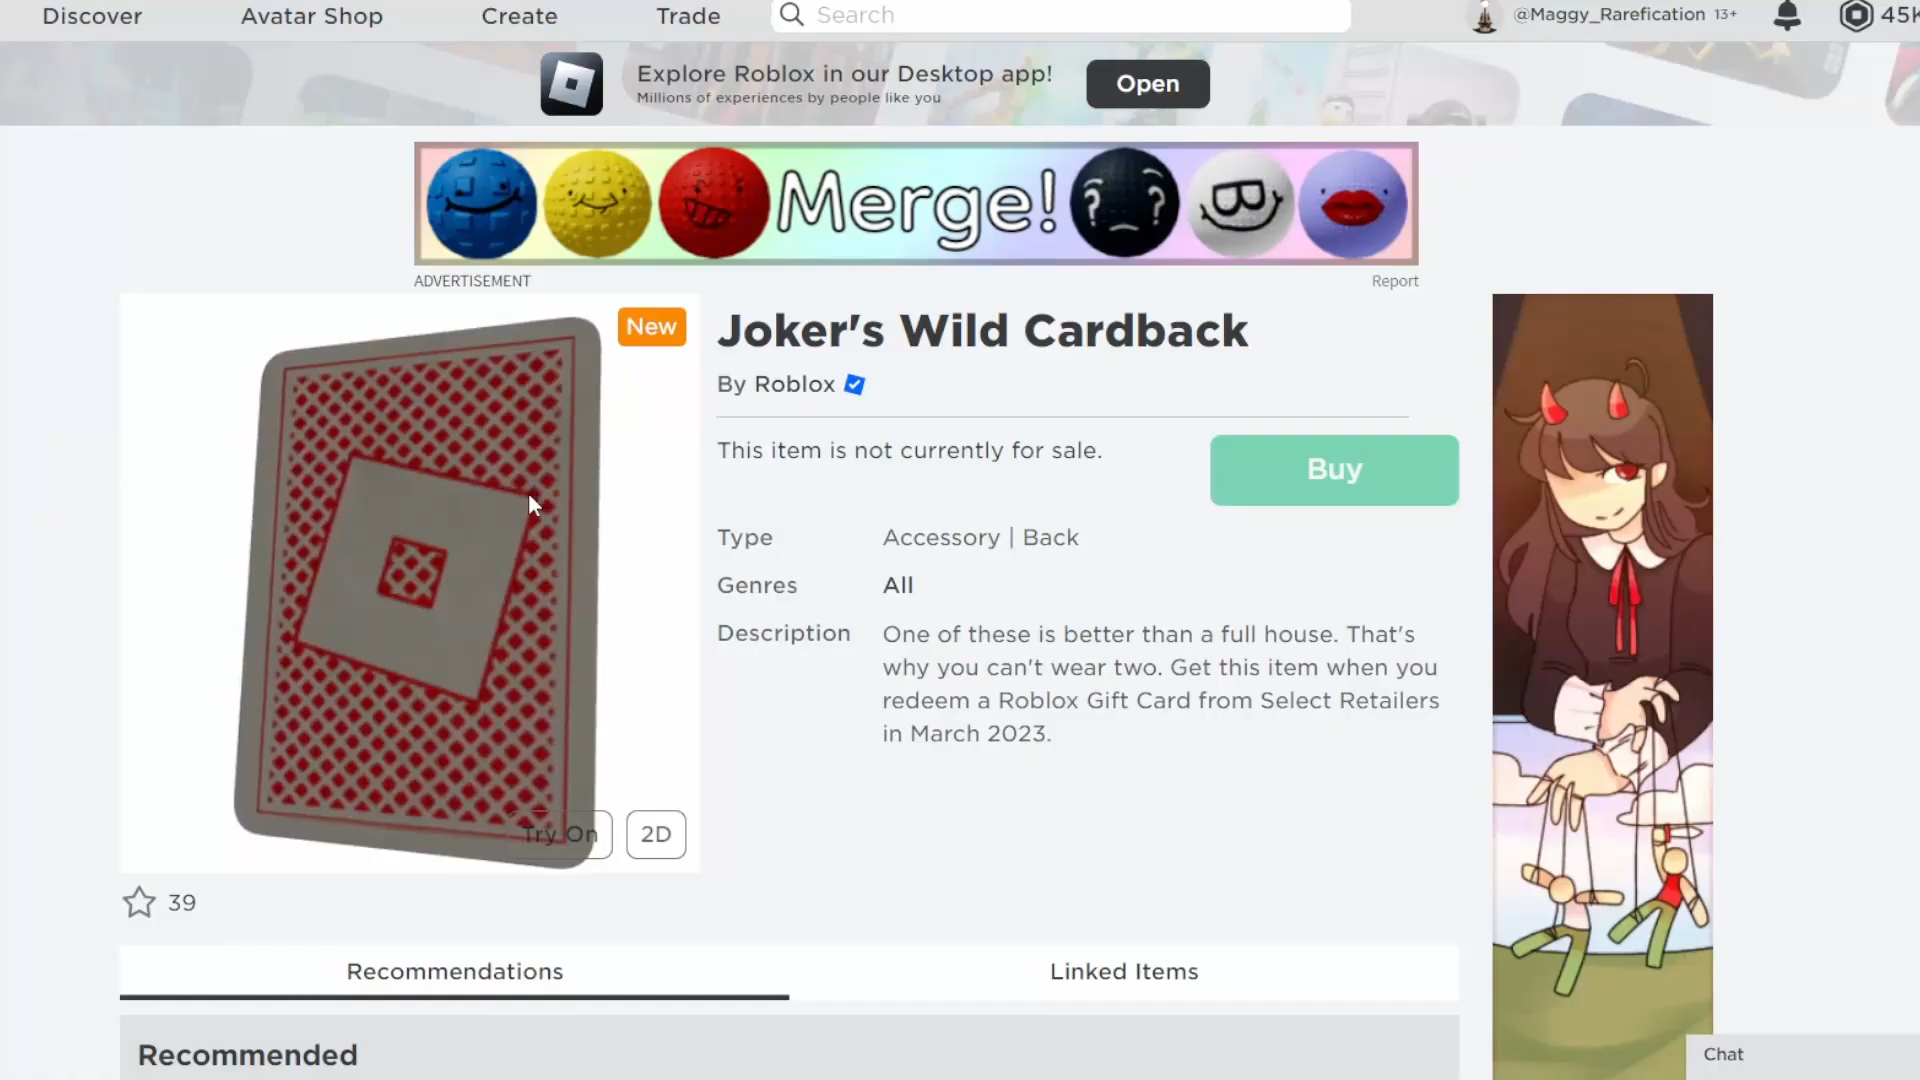 Discover
Avatar Shop
Create
Trade
Search
@Maggy_Rarefication 13+
45K
Explore Roblox in our Desktop app!
Millions of experiences by people like you
Open
Merge!
ADVERTISEMENT
Report
New
Joker's Wild Cardback
By Roblox
This item is not currently for sale.
Buy
Type
Accessory | Back
Genres
All
Description
One of these is better than a full house. That's
why you can't wear two. Get this item when you
redeem a Roblox Gift Card from Select Retailers
in March 2023.
Try On
2D
39
Recommendations
Linked Items
Recommended
Chat